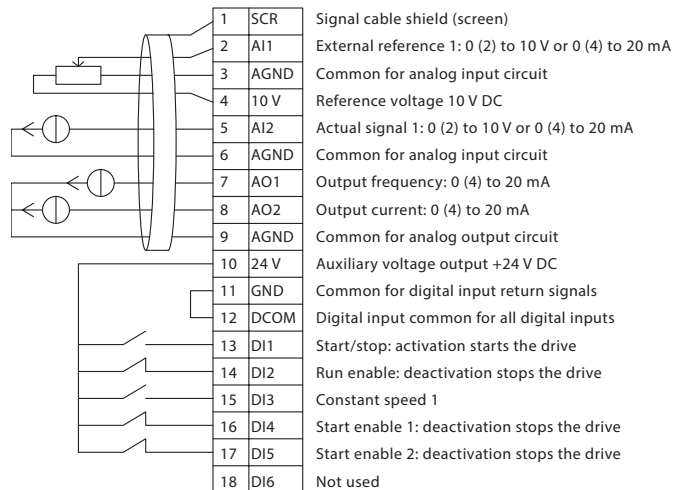 1 SCR Signal cable shield (screen)
2 AI1 External reference 1: 0 (2) to 10 V or 0 (4) to 20 mA
3 AGND Common for analog input circuit
4 10 V Reference voltage 10 V DC
5 AI2 Actual signal 1: 0 (2) to 10 V or 0 (4) to 20 mA
6 AGND Common for analog input circuit
7 AO1 Output frequency: 0 (4) to 20 mA
8 AO2 Output current: 0 (4) to 20 mA
9 AGND Common for analog output circuit
10 24 V Auxiliary voltage output +24 V DC
11 GND Common for digital input return signals
12 DCOM Digital input common for all digital inputs
13 DI1 Start/stop: activation starts the drive
14 DI2 Run enable: deactivation stops the drive
15 DI3 Constant speed 1
16 DI4 Start enable 1: deactivation stops the drive
17 DI5 Start enable 2: deactivation stops the drive
18 DI6 Not used